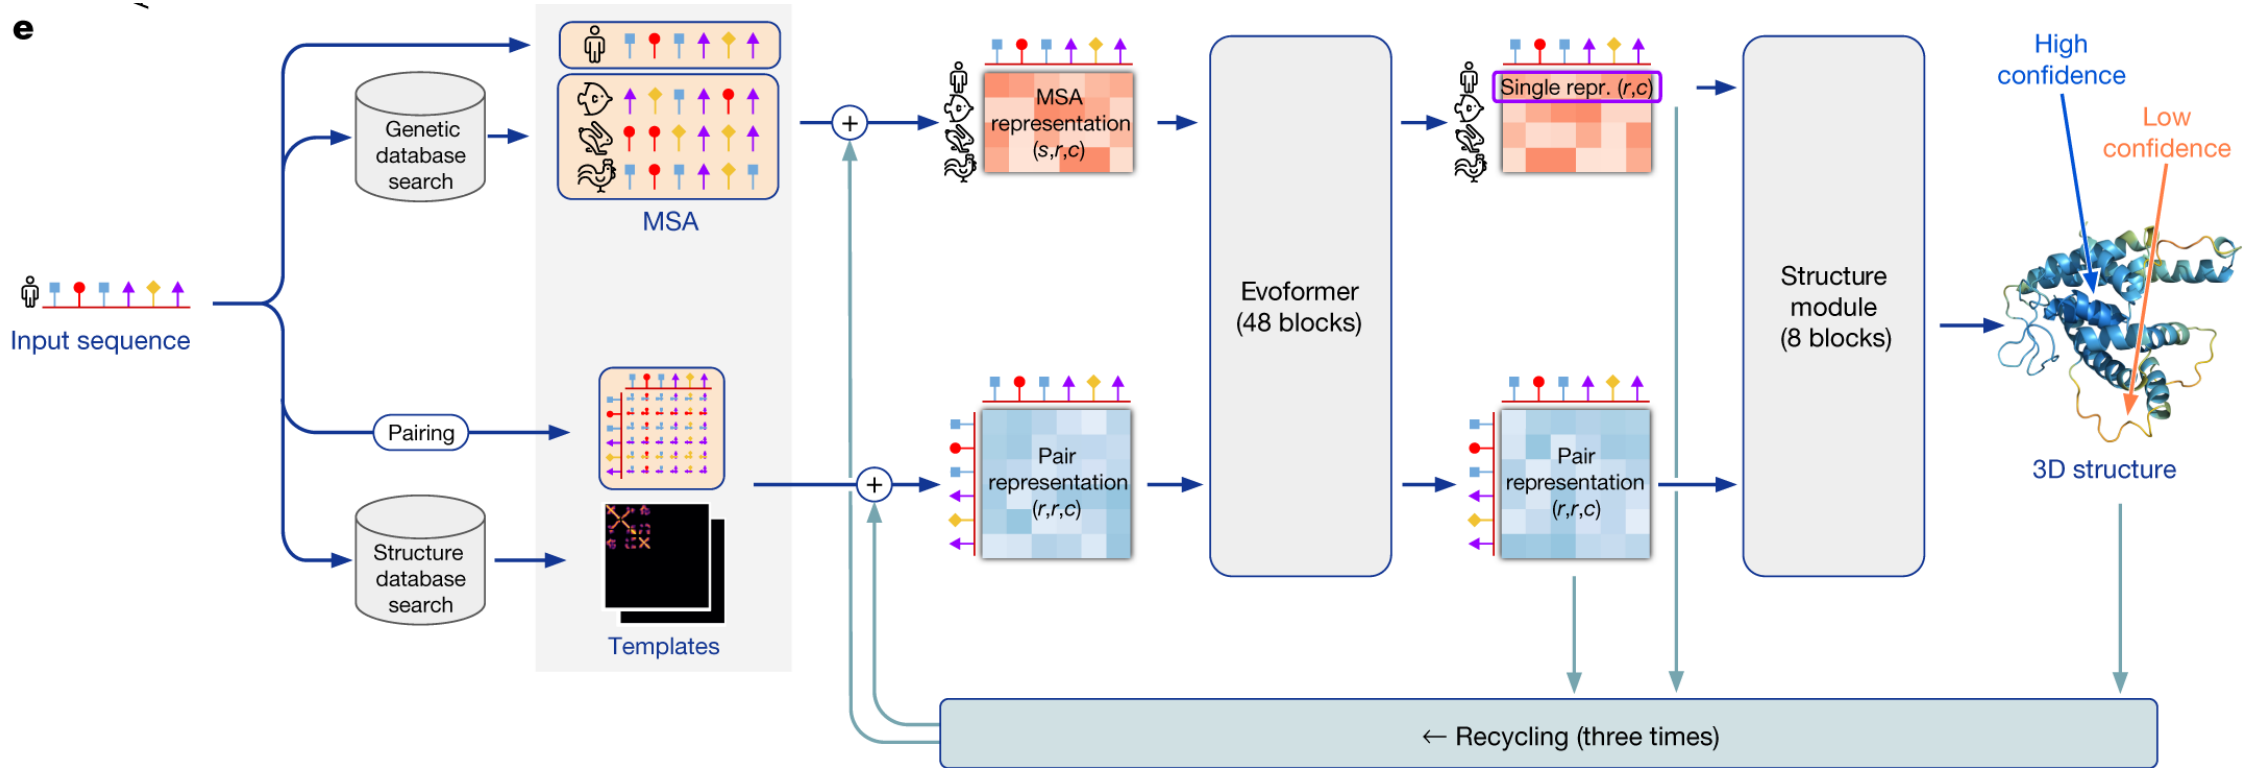 e
Input sequence
Genetic
database
search
MSA
Pairing
Structure
database
search
Templates
+
+
MSA
representation
(s,r,c)
Pair
representation
(r,r,c)
Evoformer
(48 blocks)
Single repr. (r,c)
Pair
representation
(r,r,c)
Structure
module
(8 blocks)
High
confidence
Low
confidence
3D structure
← Recycling (three times)